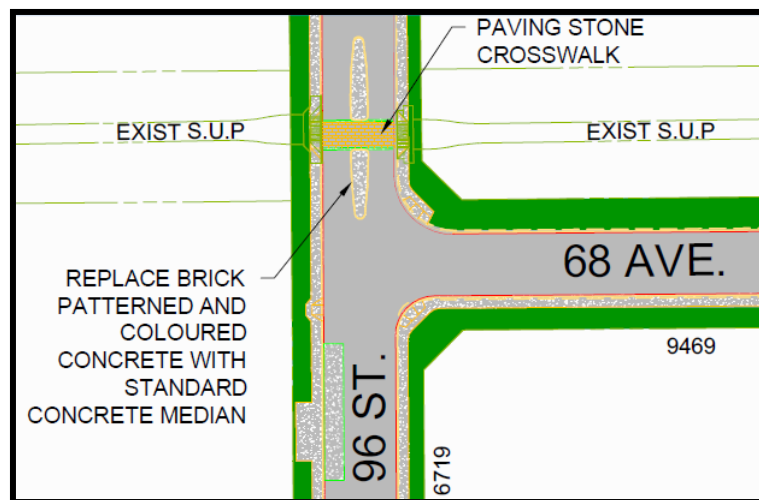 PAVING STONE
CROSSWALK
EXIST S.U.P
EXIST S.U.P
68 AVE.
REPLACE BRICK
PATTERNED AND
COLOURED
CONCRETE WITH
STANDARD
CONCRETE MEDIAN
9469
96 ST.
6719